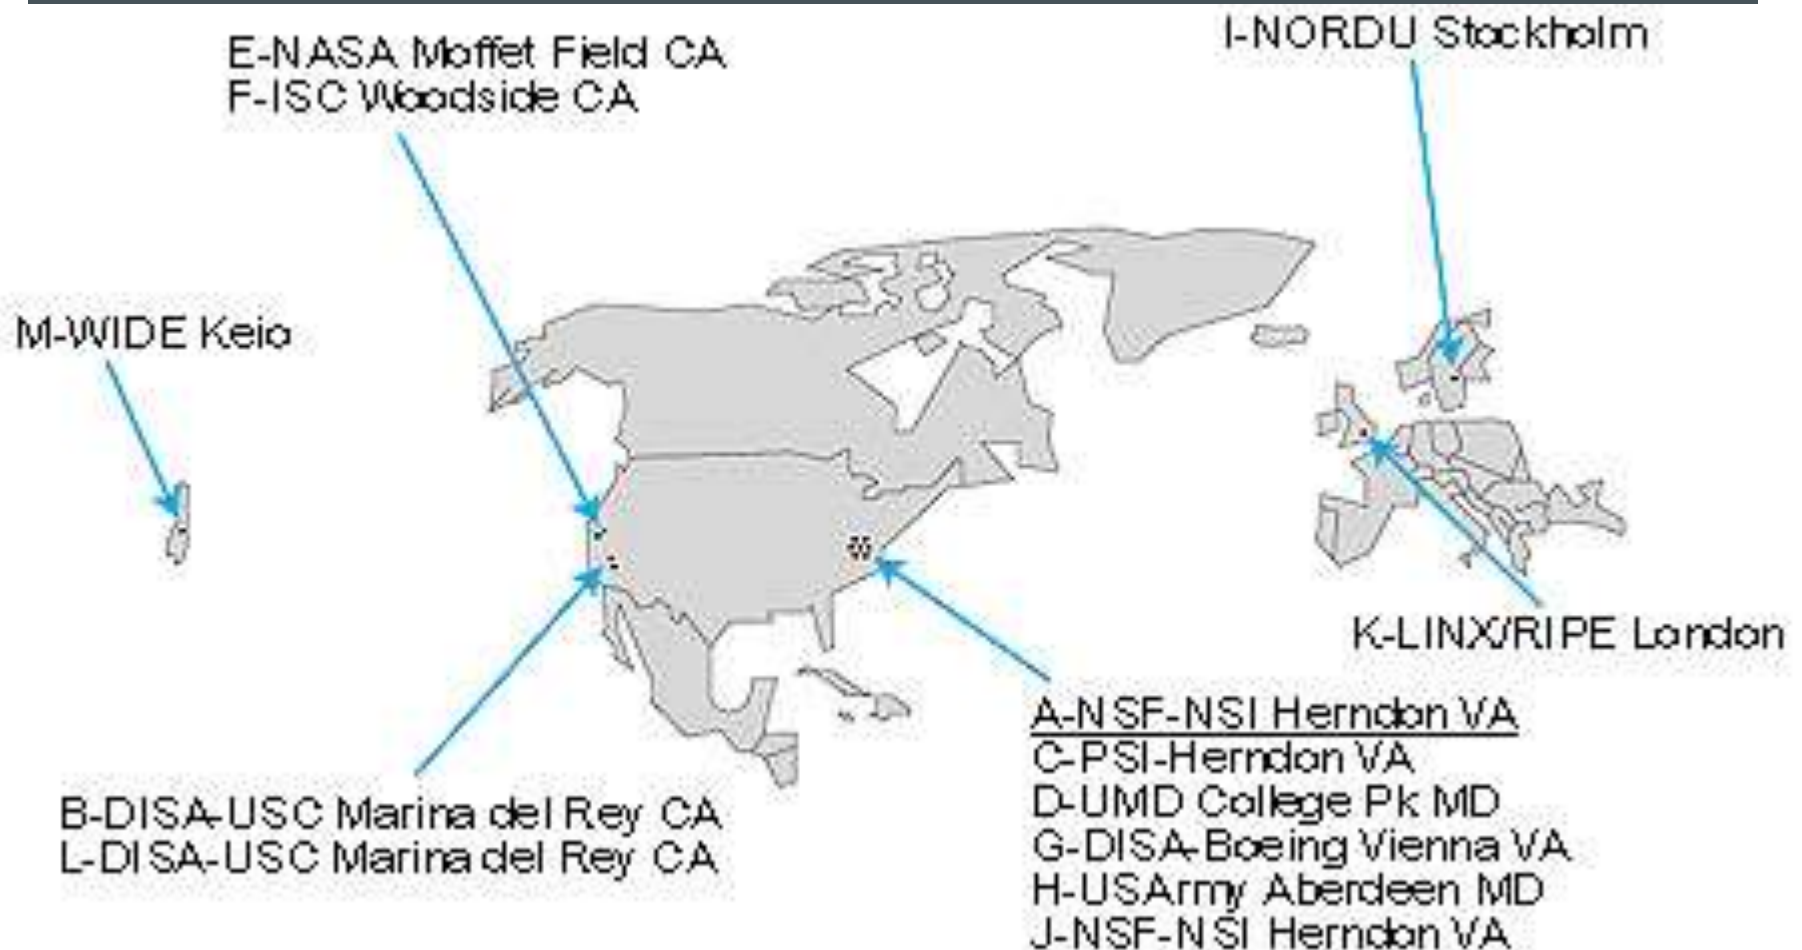 E-NASA Moffet Field CA
F-ISC Woodside CA
I-NORDU Stockholm
M-WIDE Keio
K-LINX/RIPE London
A-NSF-NSI Herndon VA
C-PSI-Herndon VA
D-UMD College Pk MD
G-DISA-Boeing Vienna VA
H-USArmy Aberdeen MD
J-NSF-NSI Herndon VA
B-DISA-USC Marina del Rey CA
L-DISA-USC Marina del Rey CA